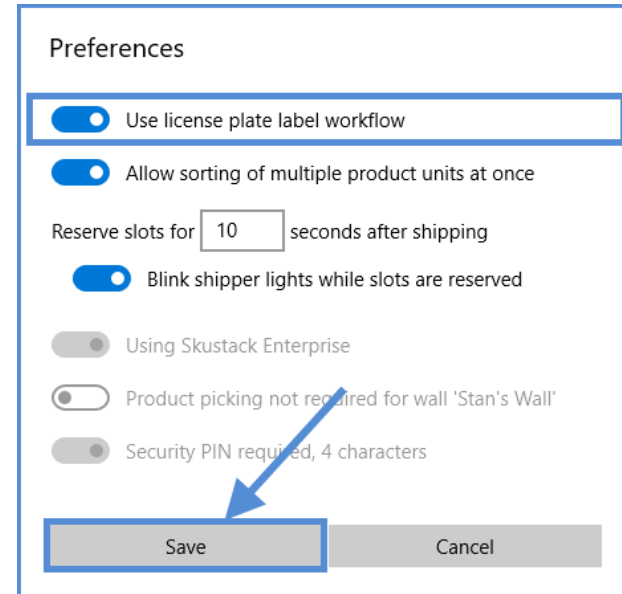 Preferences
Use license plate label workflow
Allow sorting of multiple product units at once
Reserve slots for 10 seconds after shipping
Blink shipper lights while slots are reserved
Using Skustack Enterprise
Product picking not required for wall 'Stan's Wall'
Security PIN required, 4 characters
Save Cancel